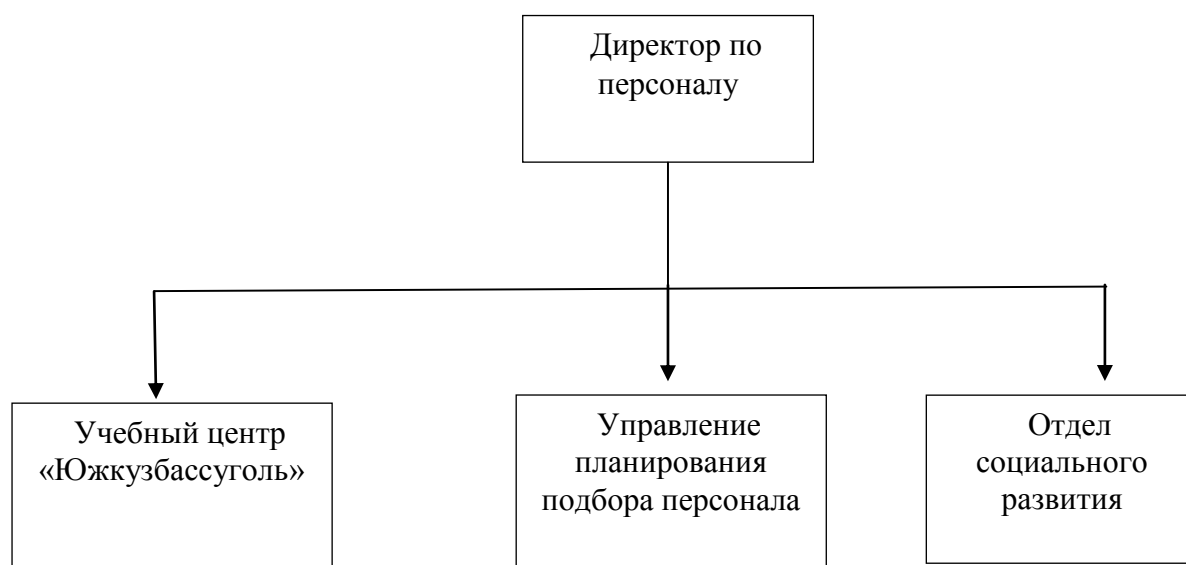 Директор по
персоналу
Учебный центр
«Южкузбассуголь»
Управление
планирования
подбора персонала
Отдел
социального
развития